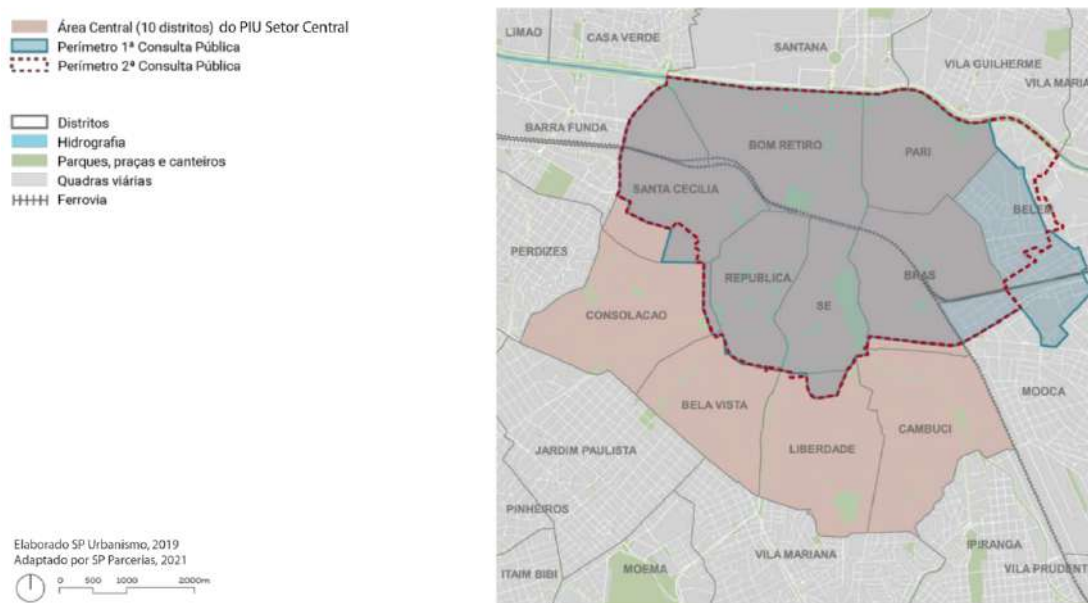 Área Central (10 distritos) do PIU Setor Central
Perímetro 1ª Consulta Pública
Perímetro 2ª Consulta Pública
Distritos
Hidrografia
Parques, praças e canteiros
Quadras viárias
Ferrovia
Elaborado SP Urbanismo, 2019
Adaptado por SP Parcerias, 2021
0 500 1000 2000m
LIMAO
CASA VERDE
SANTANA
VILA GUILHERME
VILA MARIA
BARRA FUNDA
BOM RETIRO
PARI
SANTA CECILIA
BELEM
PERDIZES
REPUBLICA
BRAS
SE
CONSOLACAO
MOOCA
BELA VISTA
CAMBUCI
LIBERDADE
JARDIM PAULISTA
PINHEIROS
IPIRANGA
VILA MARIANA
ITAIM BIBI
MOEMA
VILA PRUDENT